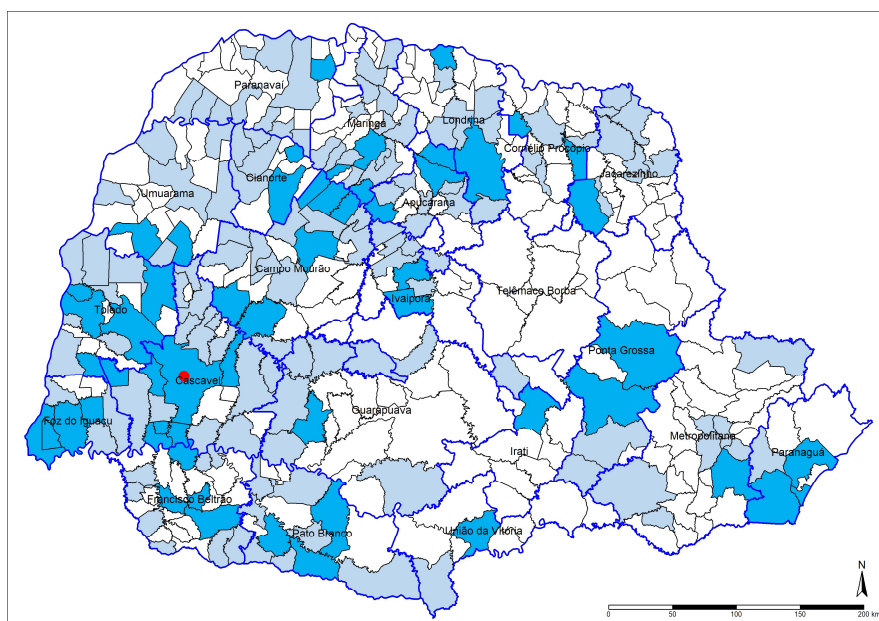 Paranavaí
Maringá
Londrina
Cornélio Procópio
Jacarezinho
Cianorte
Umuarama
Apucarana
Campo Mourão
Ivaiporã
Telêmaco Borba
Toledo
Ponta Grossa
Cascavel
Guarapuava
Foz do Iguaçu
Metropolitana
Irati
Paranaguá
Francisco Beltrão
Pato Branco
União da Vitória
N
0 50 100 150 200 km